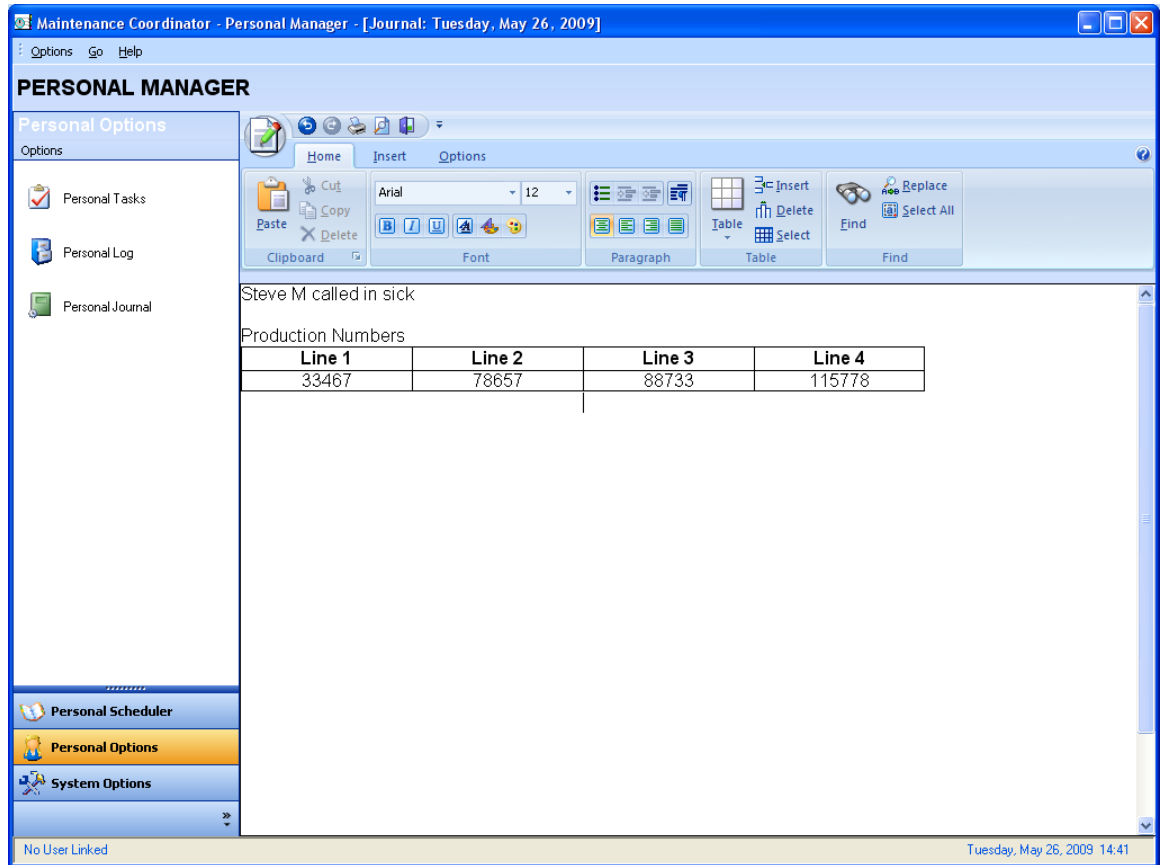 Maintenance Coordinator - Personal Manager - [Journal: Tuesday, May 26, 2009]
Options Go Help
PERSONAL MANAGER
Personal Options
Options
Personal Tasks
Personal Log
Personal Journal
Home Insert Options
Paste
Cut
Copy
Delete
Clipboard
Arial 12
B I U A
Font
Paragraph
Table
Insert
Delete
Select
Table
Find
Replace
Select All
Find
Steve M called in sick
Production Numbers
Line 1 Line 2 Line 3 Line 4
33467 78657 88733 115778
Personal Scheduler
Personal Options
System Options
No User Linked Tuesday, May 26, 2009 14:41